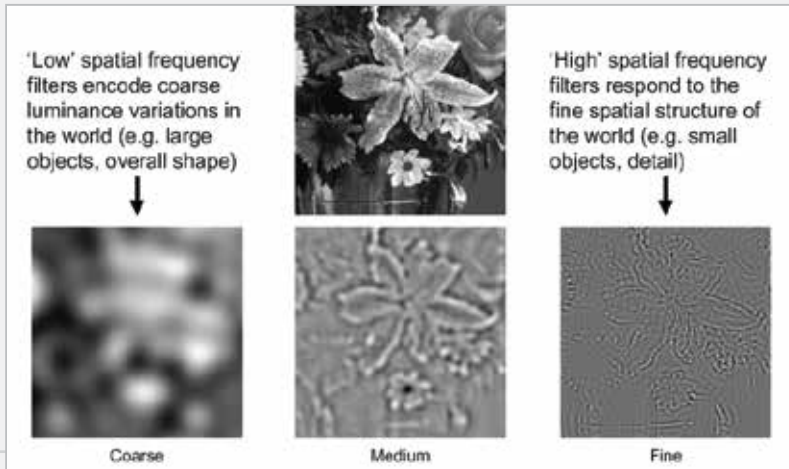 'Low' spatial frequency
filters encode coarse
luminance variations in
the world (e.g. large
objects, overall shape)
'High' spatial frequency
filters respond to the
fine spatial structure of
the world (e.g. small
objects, detail)
Coarse
Medium
Fine